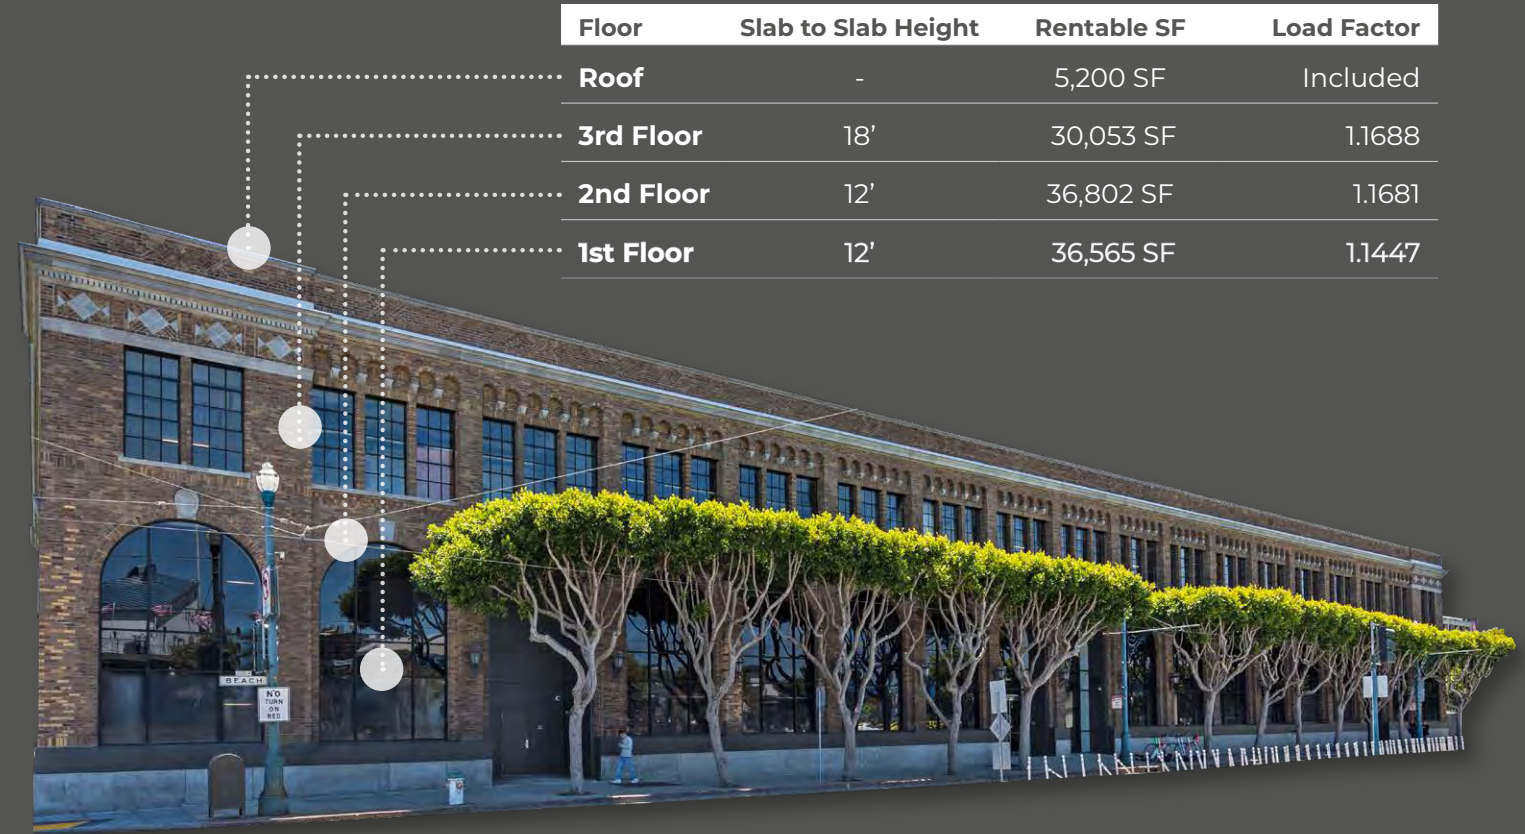 Floor Slab to Slab Height Rentable SF Load Factor
Roof - 5,200 SF Included
3rd Floor 18’ 30,053 SF 1.1688
2nd Floor 12’ 36,802 SF 1.1681
1st Floor 12’ 36,565 SF 1.1447
BEACH
NO
TURN
ON
RED